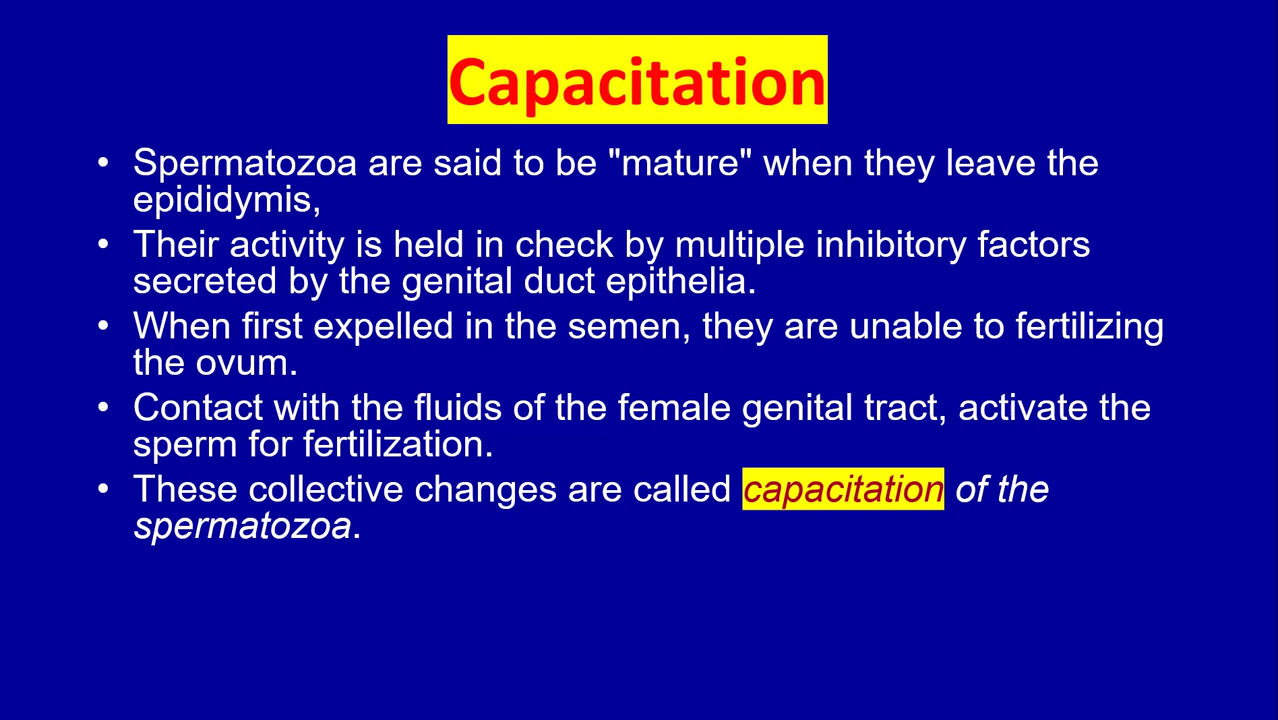 Capacitation
• Spermatozoa are said to be "mature" when they leave the
epididymis,
• Their activity is held in check by multiple inhibitory factors
secreted by the genital duct epithelia.
• When first expelled in the semen, they are unable to fertilizing
the ovum.
• Contact with the fluids of the female genital tract, activate the
sperm for fertilization.
• These collective changes are called capacitation of the
spermatozoa.